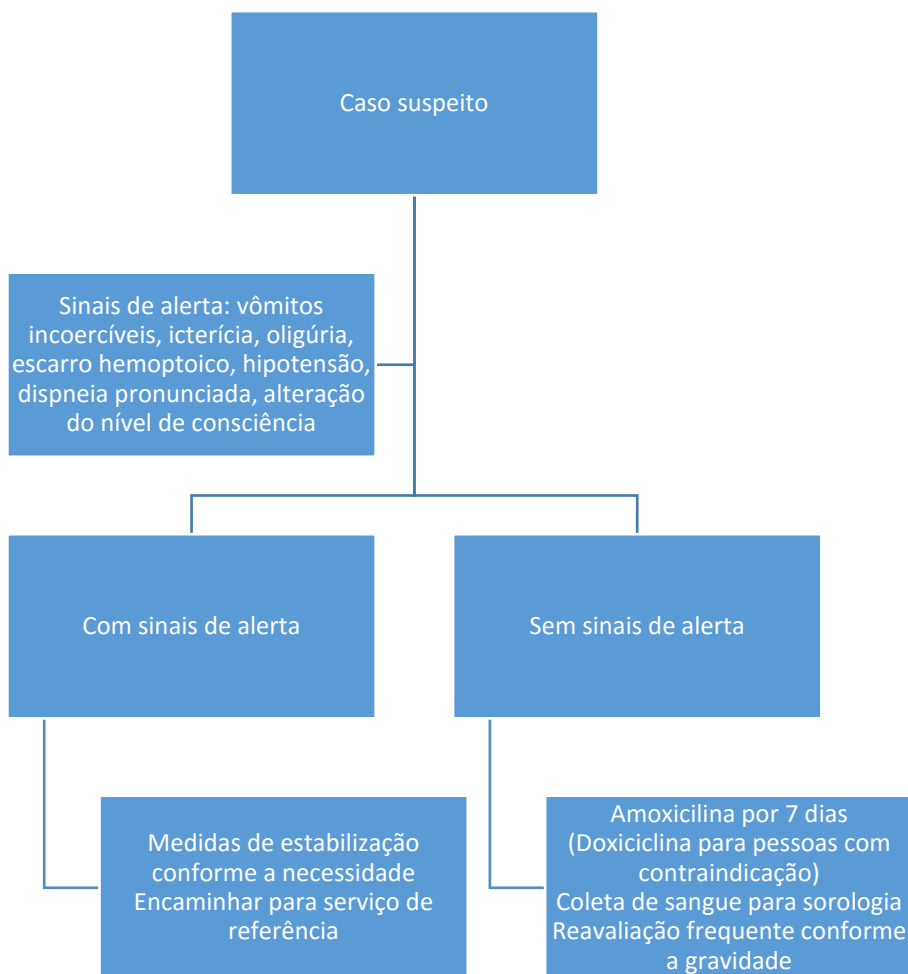 Caso suspeito
Sinais de alerta: vômitos
incoercíveis, icterícia, oligúria,
escarro hemoptoico, hipotensão,
dispneia pronunciada, alteração
do nível de consciência
Com sinais de alerta
Sem sinais de alerta
Medidas de estabilização
conforme a necessidade
Encaminhar para serviço de
referência
Amoxicilina por 7 dias
(Doxiciclina para pessoas com
contraindicação)
Coleta de sangue para sorologia
Reavaliação frequente conforme
a gravidade